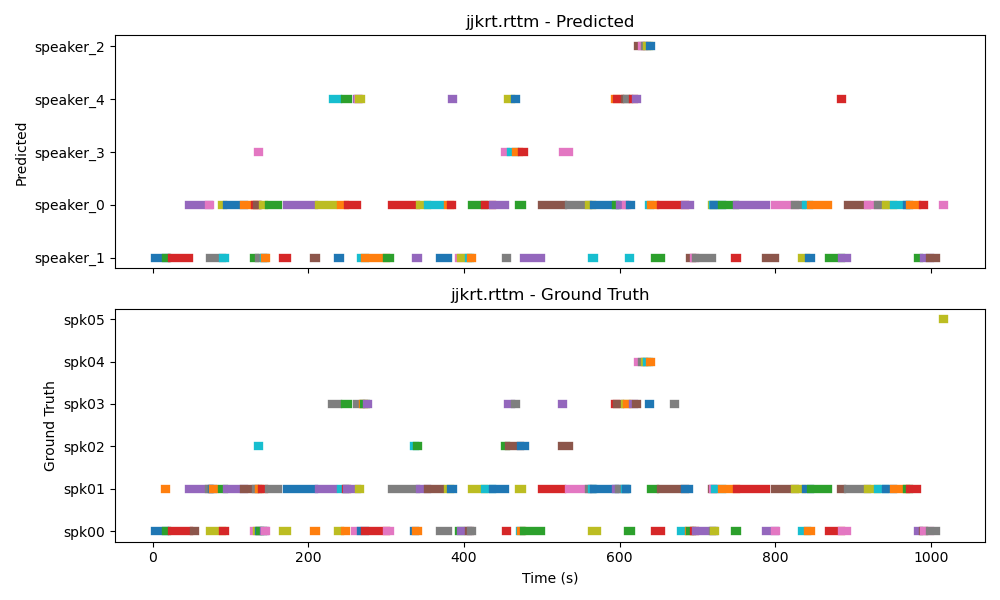 jjkrt.rttm - Predicted
speaker_2
speaker_4
speaker_3
speaker_0
speaker_1
Predicted
jjkrt.rttm - Ground Truth
spk05
spk04
spk03
spk02
spk01
spk00
Ground Truth
0 200 400 600 800 1000
Time (s)